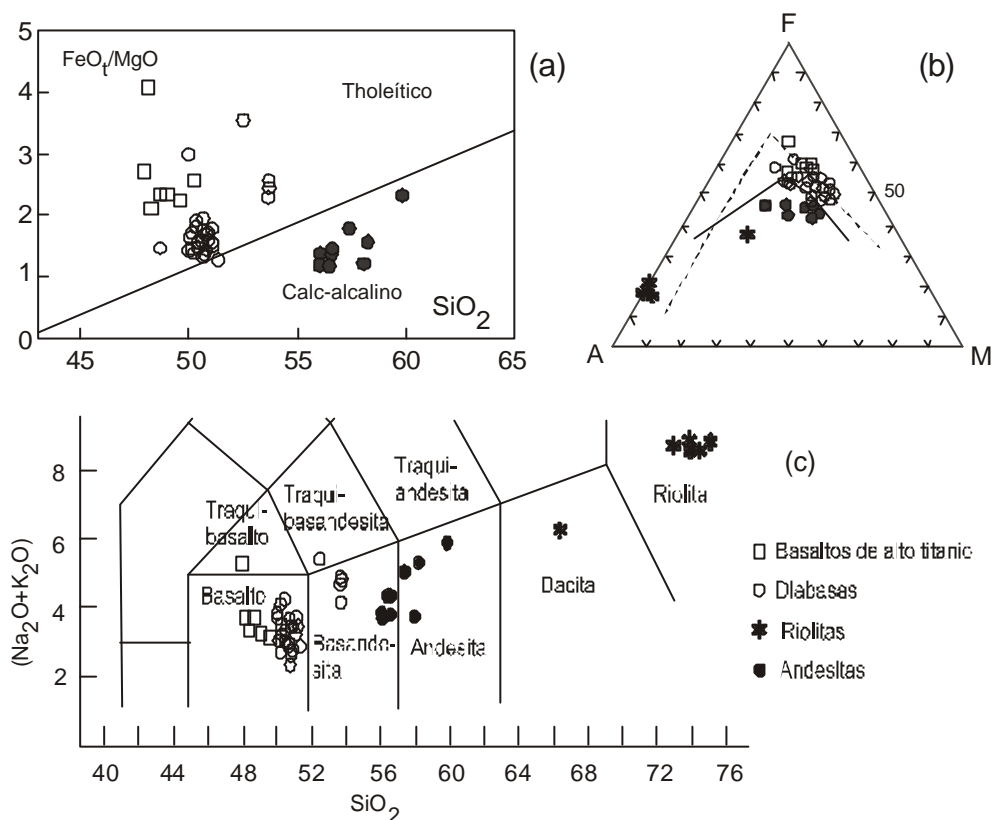 5
4
3
2
1
0
FeOt/MgO
(a)
Tholeítico
Calc-alcalino
SiO2
45
50
55
60
65
F
(b)
50
A
M
(c)
8
6
4
2
(Na2O+K2O)
Traqui-
basalto
Traqui-
basandesita
Traqui-
andesita
Riolita
Basalto
Basande-
sita
Andesita
Dacita
Basaltos de alto titanio
Diabasas
Riolitas
Andesitas
40
44
48
52
56
60
64
68
72
76
SiO2